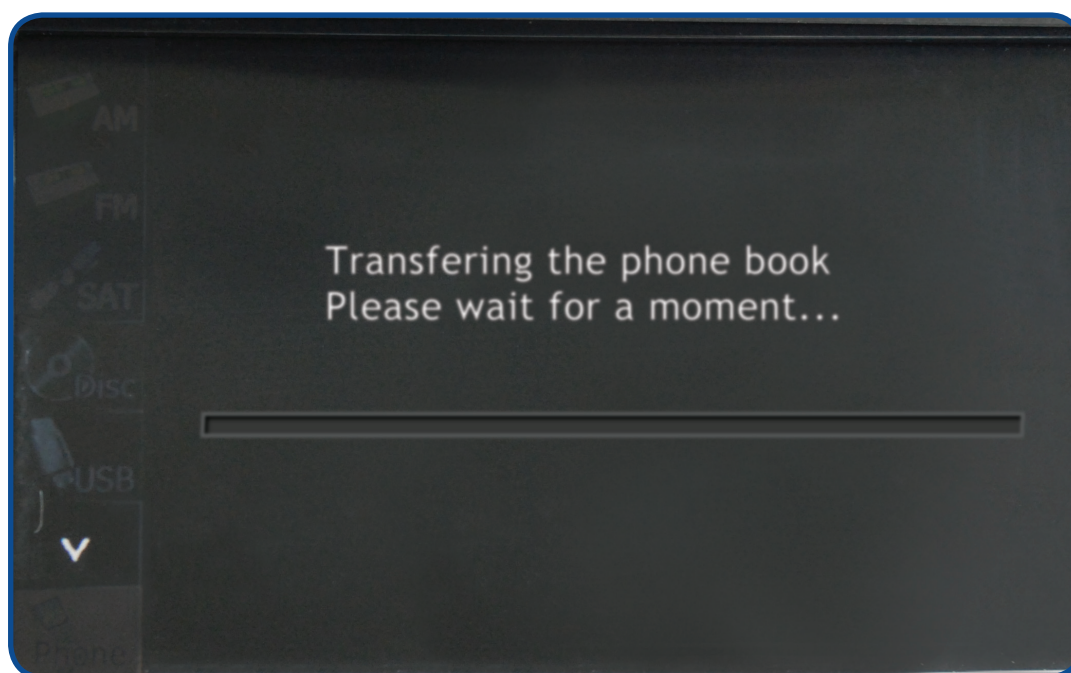 AM
FM
SAT
Disc
USB
Transfering the phone book
Please wait for a moment...
Phone